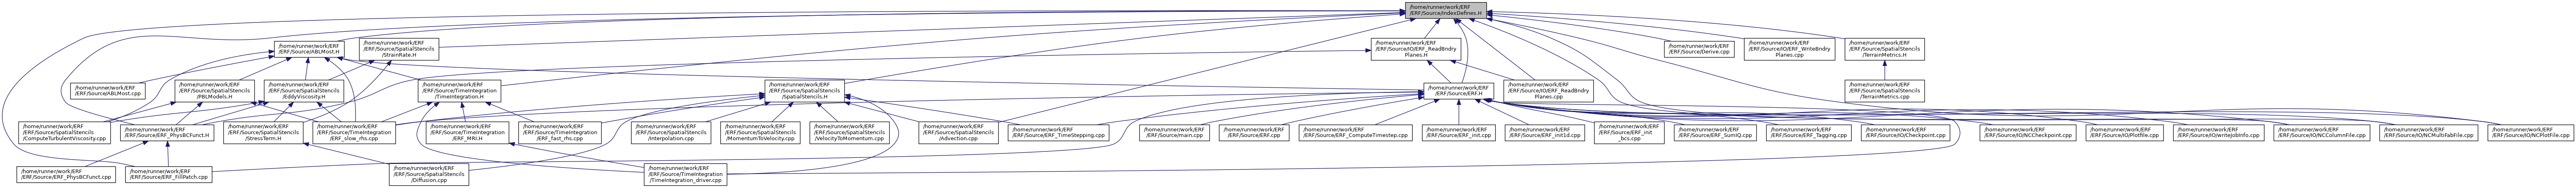 /home/runner/work/ERF
/ERF/Source/IndexDefines.H
/home/runner/work/ERF
/ERF/Source/ABLMost.H
/home/runner/work/ERF
/ERF/Source/SpatialStencils
/StrainRate.H
/home/runner/work/ERF
/ERF/Source/IO/ERF_ReadBndry
Planes.H
/home/runner/work/ERF
/ERF/Source/Derive.cpp
/home/runner/work/ERF
/ERF/Source/IO/ERF_WriteBndry
Planes.cpp
/home/runner/work/ERF
/ERF/Source/SpatialStencils
/TerrainMetrics.H
/home/runner/work/ERF
/ERF/Source/ABLMost.cpp
/home/runner/work/ERF
/ERF/Source/SpatialStencils
/PBLModels.H
/home/runner/work/ERF
/ERF/Source/SpatialStencils
/EddyViscosity.H
/home/runner/work/ERF
/ERF/Source/TimeIntegration
/TimeIntegration.H
/home/runner/work/ERF
/ERF/Source/SpatialStencils
/SpatialStencils.H
/home/runner/work/ERF
/ERF/Source/ERF.H
/home/runner/work/ERF
/ERF/Source/IO/ERF_ReadBndry
Planes.cpp
/home/runner/work/ERF
/ERF/Source/SpatialStencils
/TerrainMetrics.cpp
/home/runner/work/ERF
/ERF/Source/SpatialStencils
/ComputeTurbulentViscosity.cpp
/home/runner/work/ERF
/ERF/Source/ERF_PhysBCFunct.H
/home/runner/work/ERF
/ERF/Source/SpatialStencils
/StressTerm.H
/home/runner/work/ERF
/ERF/Source/TimeIntegration
/ERF_slow_rhs.cpp
/home/runner/work/ERF
/ERF/Source/TimeIntegration
/ERF_MRI.H
/home/runner/work/ERF
/ERF/Source/TimeIntegration
/ERF_fast_rhs.cpp
/home/runner/work/ERF
/ERF/Source/SpatialStencils
/Interpolation.cpp
/home/runner/work/ERF
/ERF/Source/SpatialStencils
/MomentumToVelocity.cpp
/home/runner/work/ERF
/ERF/Source/SpatialStencils
/VelocityToMomentum.cpp
/home/runner/work/ERF
/ERF/Source/SpatialStencils
/Advection.cpp
/home/runner/work/ERF
/ERF/Source/ERF_TimeStepping.cpp
/home/runner/work/ERF
/ERF/Source/main.cpp
/home/runner/work/ERF
/ERF/Source/ERF.cpp
/home/runner/work/ERF
/ERF/Source/ERF_ComputeTimestep.cpp
/home/runner/work/ERF
/ERF/Source/ERF_init.cpp
/home/runner/work/ERF
/ERF/Source/ERF_init1d.cpp
/home/runner/work/ERF
/ERF/Source/ERF_init
_bcs.cpp
/home/runner/work/ERF
/ERF/Source/ERF_SumIQ.cpp
/home/runner/work/ERF
/ERF/Source/ERF_Tagging.cpp
/home/runner/work/ERF
/ERF/Source/IO/Checkpoint.cpp
/home/runner/work/ERF
/ERF/Source/IO/NCCheckpoint.cpp
/home/runner/work/ERF
/ERF/Source/IO/Plotfile.cpp
/home/runner/work/ERF
/ERF/Source/IO/writeJobInfo.cpp
/home/runner/work/ERF
/ERF/Source/IO/NCColumnFile.cpp
/home/runner/work/ERF
/ERF/Source/IO/NCMultiFabFile.cpp
/home/runner/work/ERF
/ERF/Source/IO/NCPlotFile.cpp
/home/runner/work/ERF
/ERF/Source/ERF_PhysBCFunct.cpp
/home/runner/work/ERF
/ERF/Source/ERF_FillPatch.cpp
/home/runner/work/ERF
/ERF/Source/SpatialStencils
/Diffusion.cpp
/home/runner/work/ERF
/ERF/Source/TimeIntegration
/TimeIntegration_driver.cpp